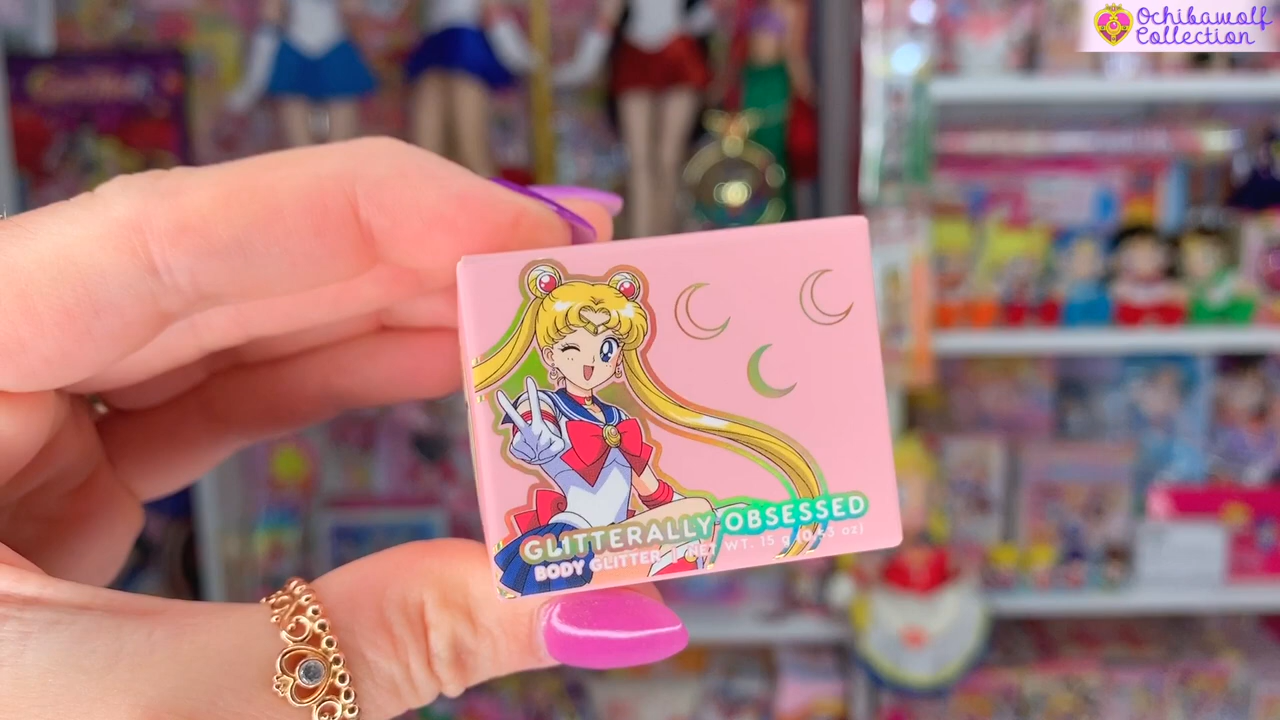 Ochibawolf
Collection
GLITTERALLY OBSESSED
BODY GLITTER | NET WT. 15 g (0.53 oz)